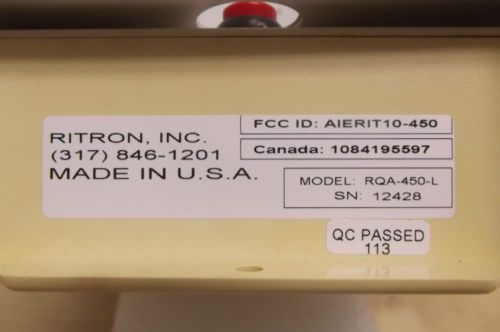 RITRON, INC.
(317) 846-1201
MADE IN U.S.A.
FCC ID: AIERIT10-450
Canada: 1084195597
MODEL: RQA-450-L
SN: 12428
QC PASSED
113